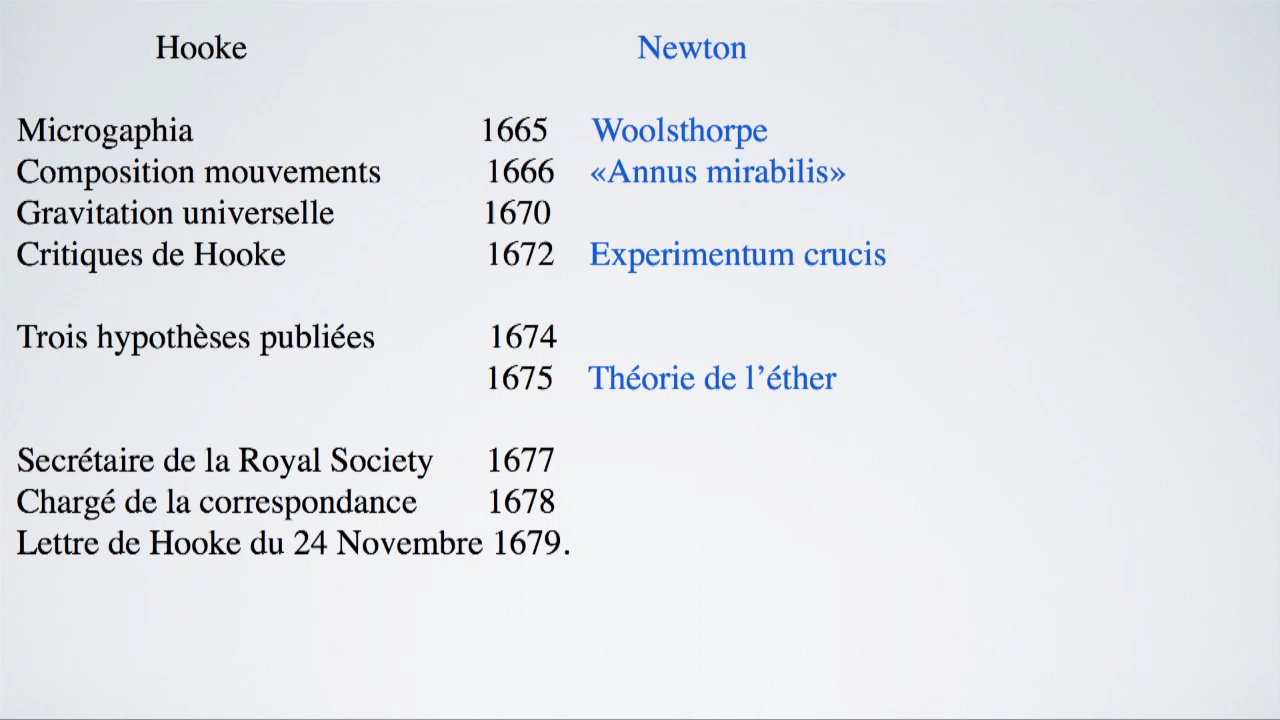 Hooke Newton
Microgaphia 1665 Woolsthorpe
Composition mouvements 1666 «Annus mirabilis»
Gravitation universelle 1670
Critiques de Hooke 1672 Experimentum crucis
Trois hypothèses publiées 1674
1675 Théorie de l’éther
Secrétaire de la Royal Society 1677
Chargé de la correspondance 1678
Lettre de Hooke du 24 Novembre 1679.